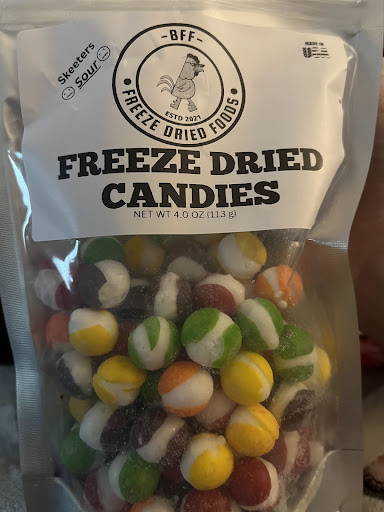 Skeeters
Sour
-BFF-
FREEZE DRIED FOODS
ESTD 2021
MADE IN
USA
FREEZE DRIED
CANDIES
NET WT 4.0 OZ (113 g)